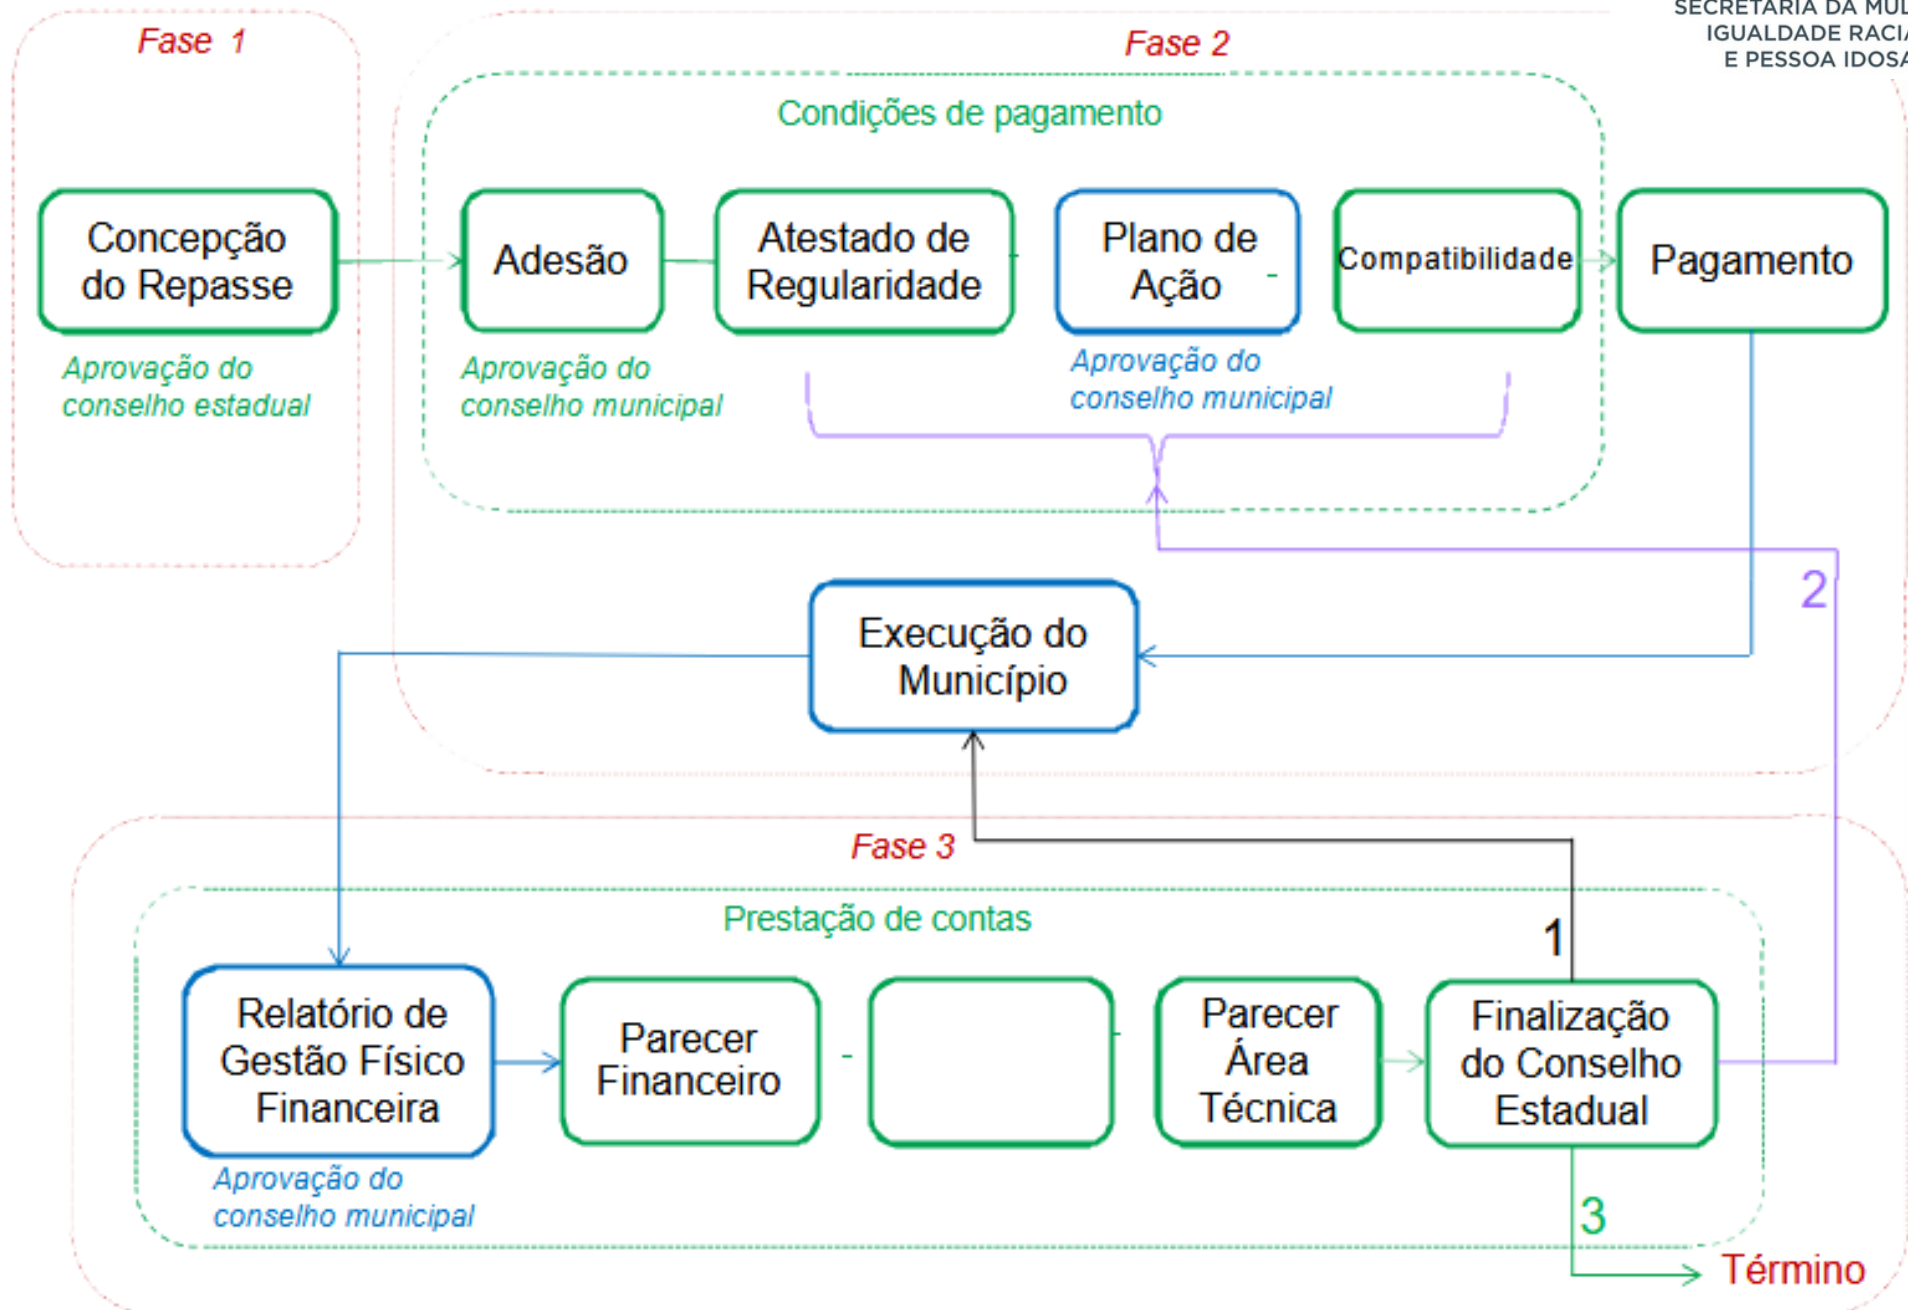 SECRETARIA DA
IGUALDADE
E PESSOA
Fase 1
Fase 2
Condições de pagamento
Concepção
do Repasse
Adesão
Atestado de
Regularidade
Plano de
Ação
Compatibilidade
Pagamento
Aprovação do
conselho estadual
Aprovação do
conselho municipal
Aprovação do
conselho municipal
2
Execução do
Município
Fase 3
Prestação de contas
1
Relatório de
Gestão Físico
Financeira
Parecer
Financeiro
Parecer
Área
Técnica
Finalização
do Conselho
Estadual
Aprovação do
conselho municipal
3
Término